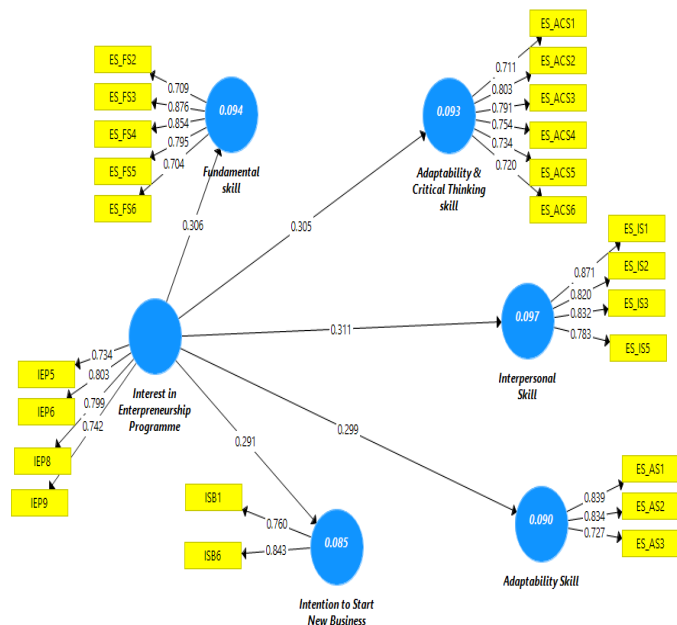 ES_FS2
ES_FS3
ES_FS4
ES_FS5
ES_FS6
0.709
0.876
0.854
0.795
0.704
0.094
Fundamental
skill
ES_ACS1
ES_ACS2
ES_ACS3
ES_ACS4
ES_ACS5
ES_ACS6
0.711
0.803
0.791
0.754
0.734
0.720
0.093
Adaptability &
Critical Thinking
skill
0.306
0.305
ES_IS1
ES_IS2
ES_IS3
ES_IS5
0.871
0.820
0.832
0.783
0.097
Interpersonal
Skill
0.311
IEP5
IEP6
IEP8
IEP9
0.734
0.803
0.799
0.742
Interest in
Enterpreneurship
Programme
0.291
0.299
ISB1
ISB6
0.760
0.843
0.085
Intention to Start
New Business
ES_AS1
ES_AS2
ES_AS3
0.839
0.834
0.727
0.090
Adaptability Skill